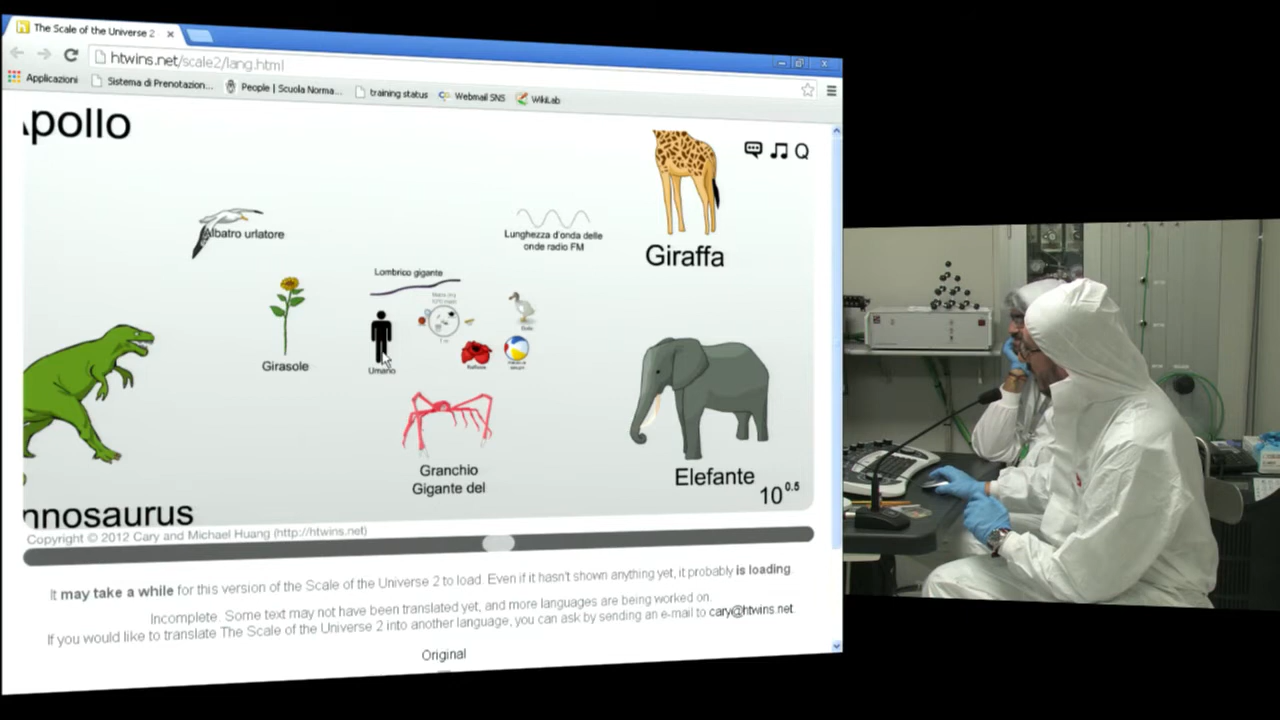 The Scale of the Universe 2
htwins.net/scale2/lang.html
Applicazioni
Sistema di Prenotazion...
People | Scuola Norma...
training status
Webmail SNS
WikiLab
Apollo
Giraffa
Albatro urlatore
Lunghezza d'onda delle
onde radio FM
Lombrico gigante
1 m
Dodo
Girasole
Umano
Granchio
Gigante del
Elefante
10 0.5
nnosaurus
Copyright © 2012 Cary and Michael Huang (http://htwins.net)
It may take a while for this version of the Scale of the Universe 2 to load. Even if it hasn't shown anything yet, it probably is loading.
Incomplete. Some text may not have been translated yet, and more languages are being worked on.
If you would like to translate The Scale of the Universe 2 into another language, you can ask by sending an e-mail to cary@htwins.net
Original